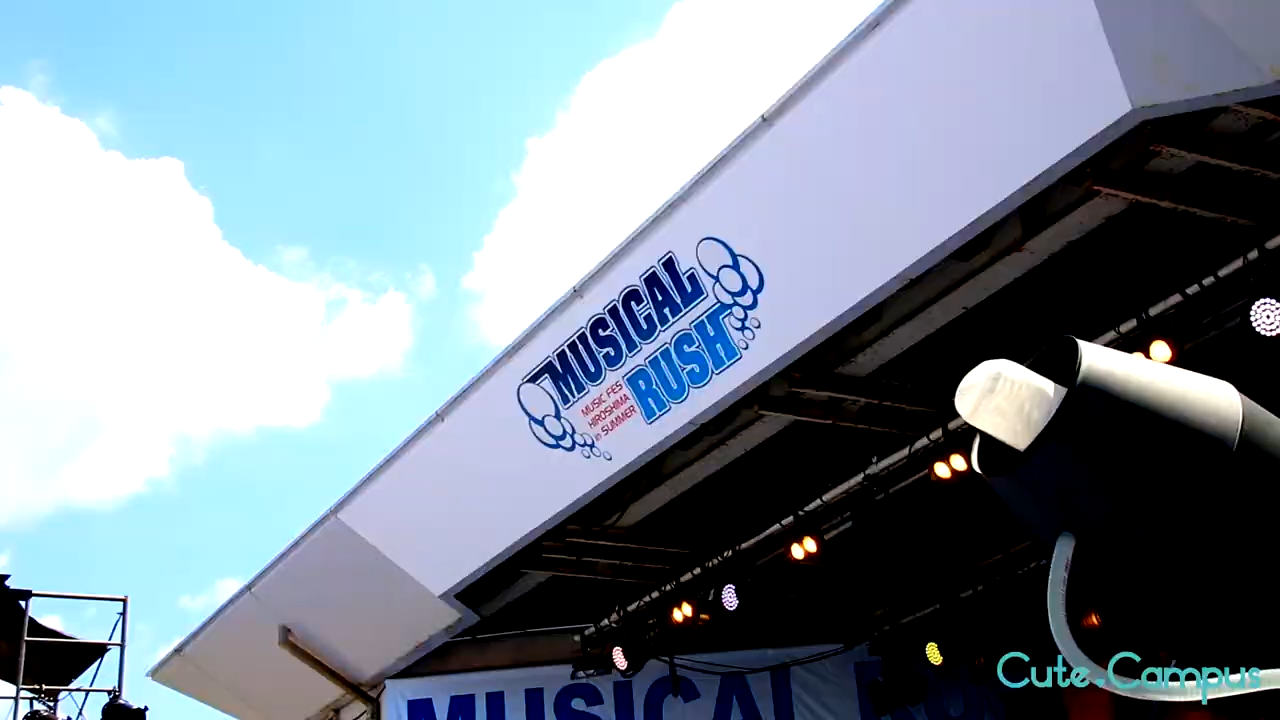 MUSICAL
RUSH
MUSIC FES
HIROSHIMA
in SUMMER
MUSICAL
Cute.Campus